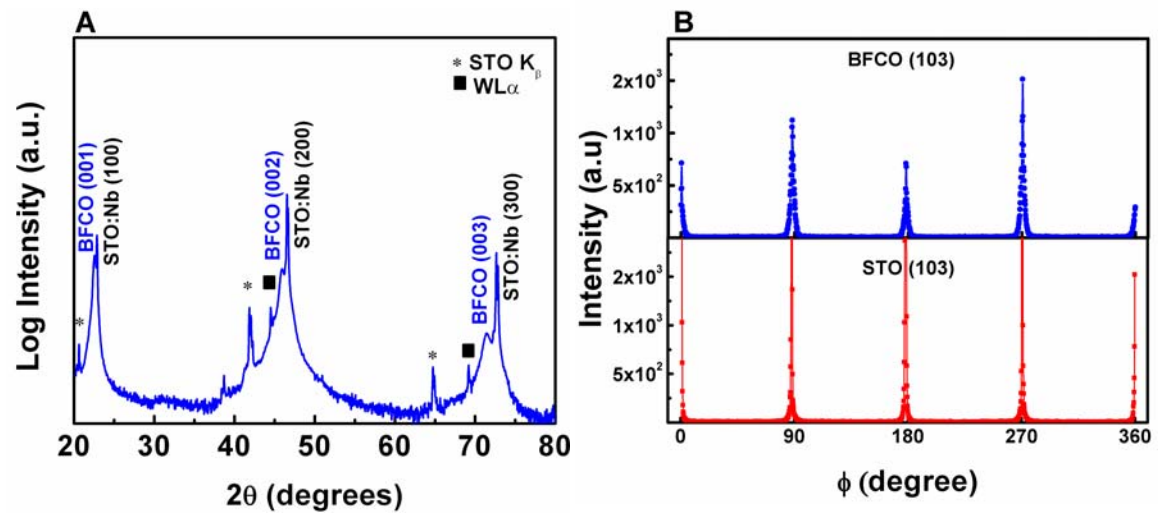 A
* STO Kβ
■ WLα
BFCO (001)
STO:Nb (100)
BFCO (002)
STO:Nb (200)
BFCO (003)
STO:Nb (300)
*
*
*
Log Intensity (a.u.)
20 30 40 50 60 70 80
2θ (degrees)
B
BFCO (103)
2x10³
1x10³
5x10²
STO (103)
2x10³
1x10³
5x10²
Intensity (a.u)
0 90 180 270 360
ϕ (degree)